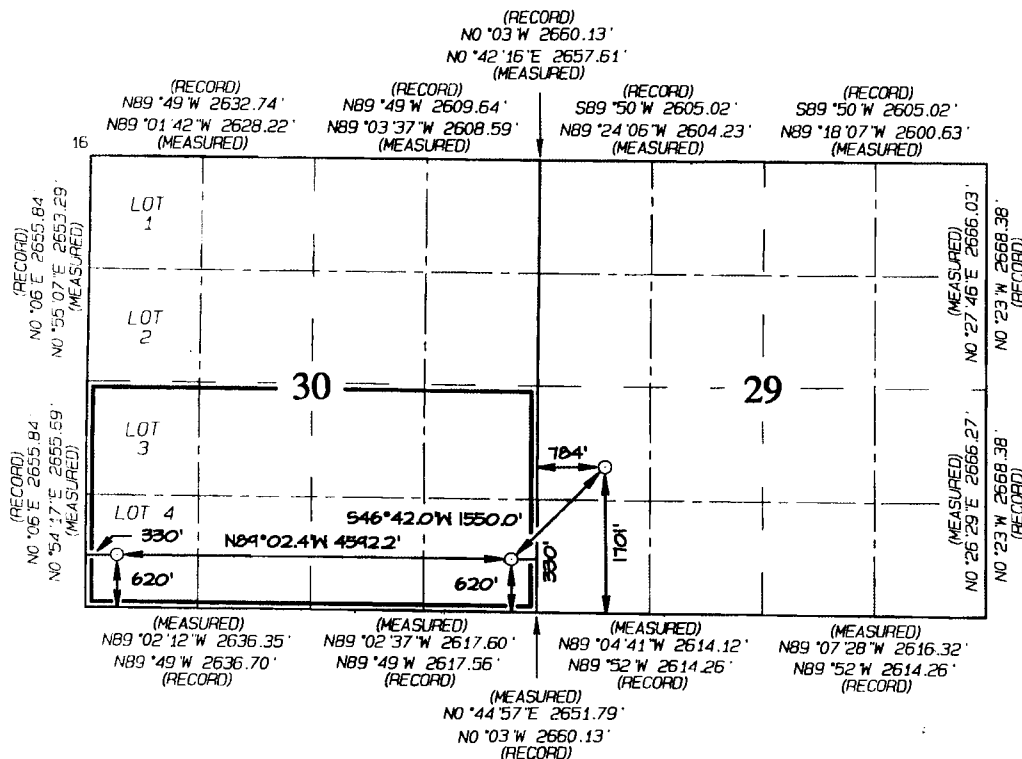 (RECORD)
N0°03'W 2660.13'
N0°42'16"E 2657.61'
(MEASURED)
(RECORD)
N89°49'W 2632.74'
N89°01'42"W 2628.22'
(MEASURED)
(RECORD)
N89°49'W 2609.64'
N89°03'37"W 2608.59'
(MEASURED)
(RECORD)
S89°50'W 2605.02'
N89°24'06"W 2604.23'
(MEASURED)
(RECORD)
S89°50'W 2605.02'
N89°18'07"W 2600.63'
(MEASURED)
16
(RECORD)
N0°06'E 2655.84'
N0°55'07"E 2653.29'
(MEASURED)
LOT
1
LOT
2
30
29
(MEASURED)
N0°27'46"E 2666.03'
N0°23'W 2668.38'
(RECORD)
(RECORD)
N0°06'E 2655.84'
N0°54'17"E 2655.59'
(MEASURED)
LOT
3
LOT 4
784'
S46°42.0'W 1550.0'
330'
N89°02.4'W 4592.2'
620'
620'
330'
1701'
(MEASURED)
N0°26'29"E 2666.27'
N0°23'W 2668.38'
(RECORD)
(MEASURED)
N89°02'12"W 2636.35'
N89°49'W 2636.70'
(RECORD)
(MEASURED)
N89°02'37"W 2617.60'
N89°49'W 2617.56'
(RECORD)
(MEASURED)
N89°04'41"W 2614.12'
N89°52'W 2614.26'
(RECORD)
(MEASURED)
N89°07'28"W 2616.32'
N89°52'W 2614.26'
(RECORD)
(MEASURED)
N0°44'57"E 2651.79'
N0°03'W 2660.13'
(RECORD)